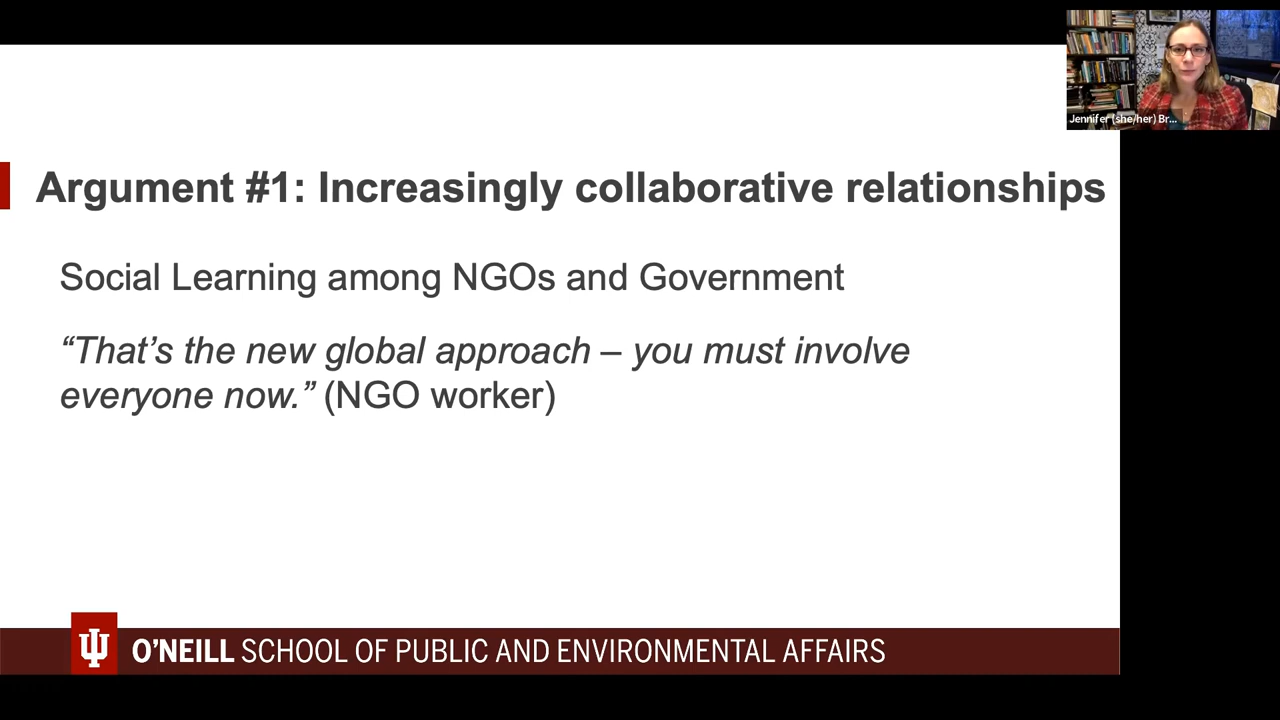 Jennifer (she/her) Br...
Argument #1: Increasingly collaborative relationships
Social Learning among NGOs and Government
“That’s the new global approach – you must involve
everyone now.” (NGO worker)
O’NEILL SCHOOL OF PUBLIC AND ENVIRONMENTAL AFFAIRS